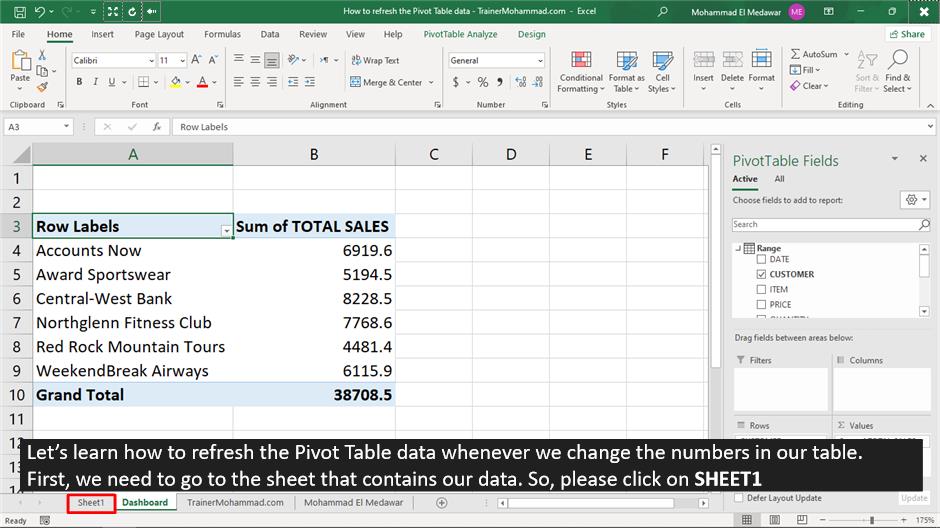 How to refresh the Pivot Table data - TrainerMohammad.com - Excel
Mohammad El Medawar ME
File Home Insert Page Layout Formulas Data Review View Help PivotTable Analyze Design Share
Paste
Calibri 11 A A
B I U A
Wrap Text
Merge & Center
General
$ % ,
Conditional Formatting
Format as Table
Cell Styles
Insert Delete Format
AutoSum
Fill
Clear
Sort & Filter
Find & Select
Clipboard Font Alignment Number Styles Cells Editing
A3 fx Row Labels
A B C D E F
1
2
3 Row Labels Sum of TOTAL SALES
4 Accounts Now 6919.6
5 Award Sportswear 5194.5
6 Central-West Bank 8228.5
7 Northglenn Fitness Club 7768.6
8 Red Rock Mountain Tours 4481.4
9 WeekendBreak Airways 6115.9
10 Grand Total 38708.5
11
PivotTable Fields
Active All
Choose fields to add to report:
Search
Range
DATE
CUSTOMER
ITEM
PRICE
Drag fields between areas below:
Filters Columns
Rows Σ Values
Let's learn how to refresh the Pivot Table data whenever we change the numbers in our table.
First, we need to go to the sheet that contains our data. So, please click on SHEET1
Defer Layout Update Update
Sheet1 Dashboard TrainerMohammad.com Mohammad El Medawar
Ready 175%